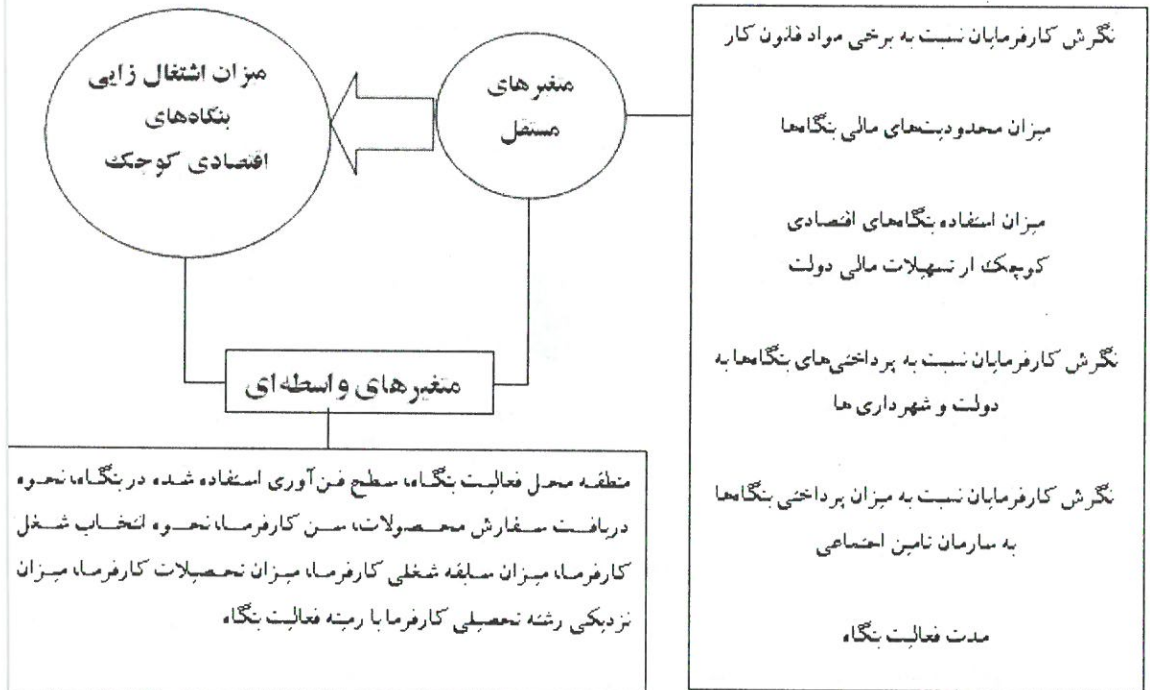 نگرش کارفرمایان نسبت به برخی مواد قانون کار
میزان محدودیت‌های مالی بنگاه‌ها
میزان استفاده بنگاه‌های اقتصادی
کوچک از تسهیلات مالی دولت
نگرش کارفرمایان نسبت به پرداختی‌های بنگاه‌ها به
دولت و شهرداری ها
نگرش کارفرمایان نسبت به میزان پرداختی بنگاه‌ها
به سازمان تامین اجتماعی
مدت فعالیت بنگاه
متغیرهای
مستقل
میزان اشتغال زایی
بنگاه‌های
اقتصادی کوچک
متغیرهای واسطه ای
منطقه محل فعالیت بنگاه، سطح فن‌آوری استفاده شده در بنگاه، نحوه
دریافت سفارش محصولات، سن کارفرما، نحوه انتخاب شغل
کارفرما، میزان سابقه شغلی کارفرما، میزان تحصیلات کارفرما، میزان
نزدیکی رشته تحصیلی کارفرما با زمینه فعالیت بنگاه